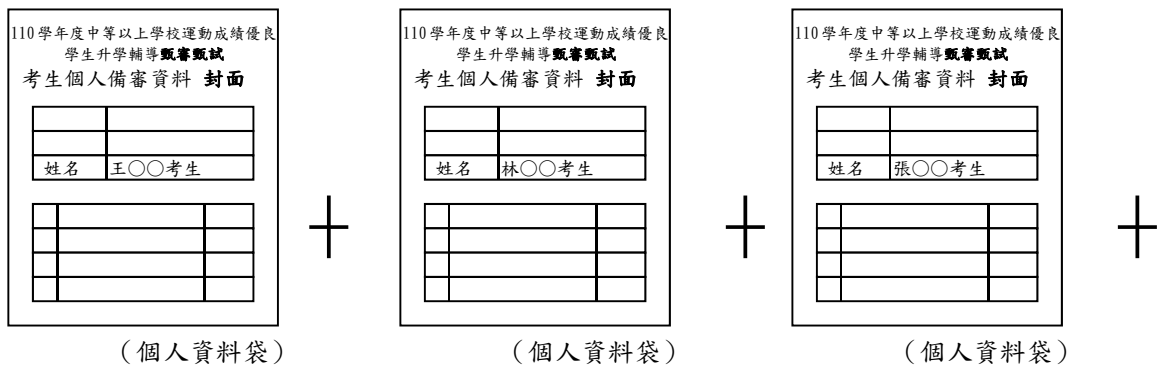 110學年度中等以上學校運動成績優良
學生升學輔導甄審甄試
考生個人備審資料 封面
姓名 王○○考生
(個人資料袋)
+
110學年度中等以上學校運動成績優良
學生升學輔導甄審甄試
考生個人備審資料 封面
姓名 林○○考生
(個人資料袋)
+
110學年度中等以上學校運動成績優良
學生升學輔導甄審甄試
考生個人備審資料 封面
姓名 張○○考生
(個人資料袋)
+